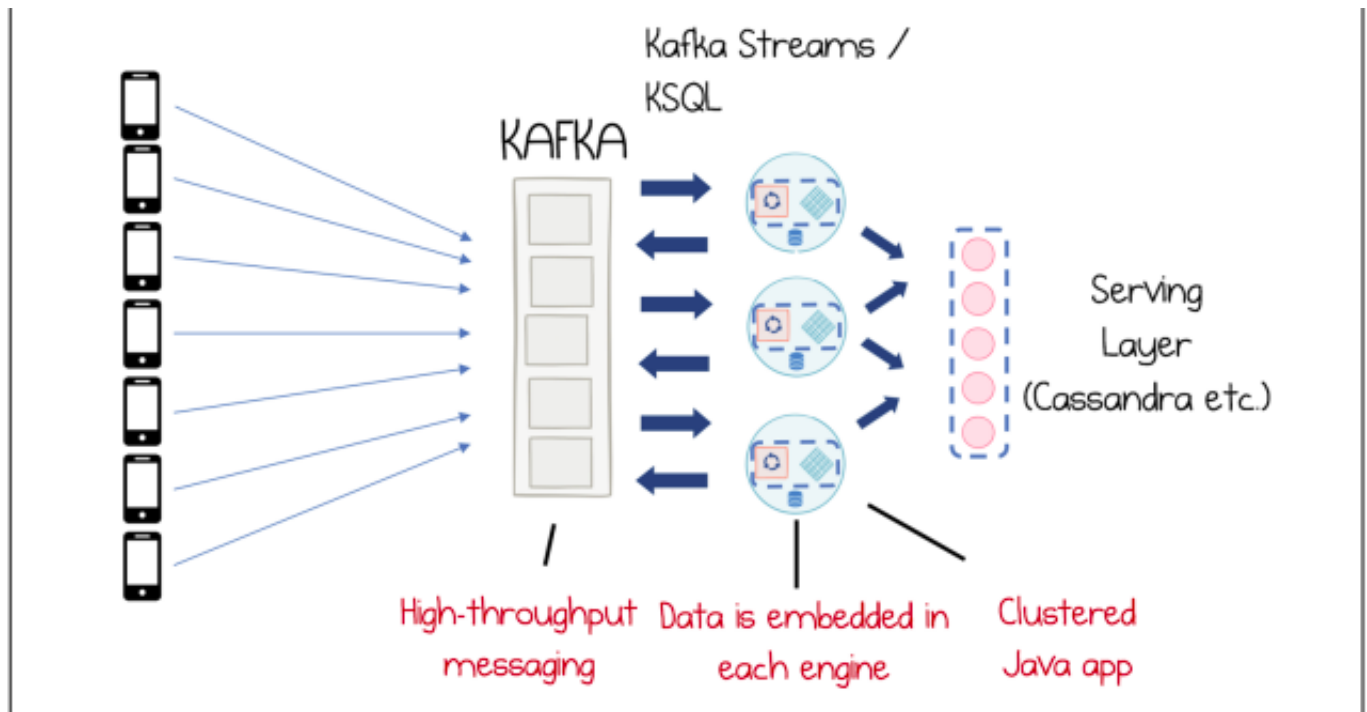 Kafka Streams /
KSQL
KAFKA
Serving
Layer
(Cassandra etc.)
High-throughput
messaging
Data is embedded in
each engine
Clustered
Java app